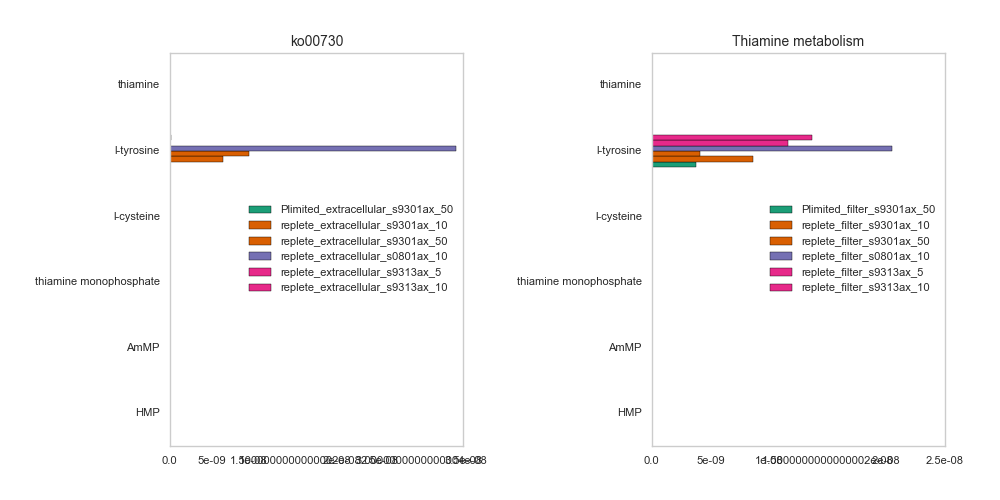 ko00730
thiamine
l-tyrosine
l-cysteine
thiamine monophosphate
AmMP
HMP
Plimited_extracellular_s9301ax_50
replete_extracellular_s9301ax_10
replete_extracellular_s9301ax_50
replete_extracellular_s0801ax_10
replete_extracellular_s9313ax_5
replete_extracellular_s9313ax_10
0.0 5e-09
Thiamine metabolism
thiamine
l-tyrosine
l-cysteine
thiamine monophosphate
AmMP
HMP
Plimited_filter_s9301ax_50
replete_filter_s9301ax_10
replete_filter_s9301ax_50
replete_filter_s0801ax_10
replete_filter_s9313ax_5
replete_filter_s9313ax_10
0.0 5e-09 2.5e-08